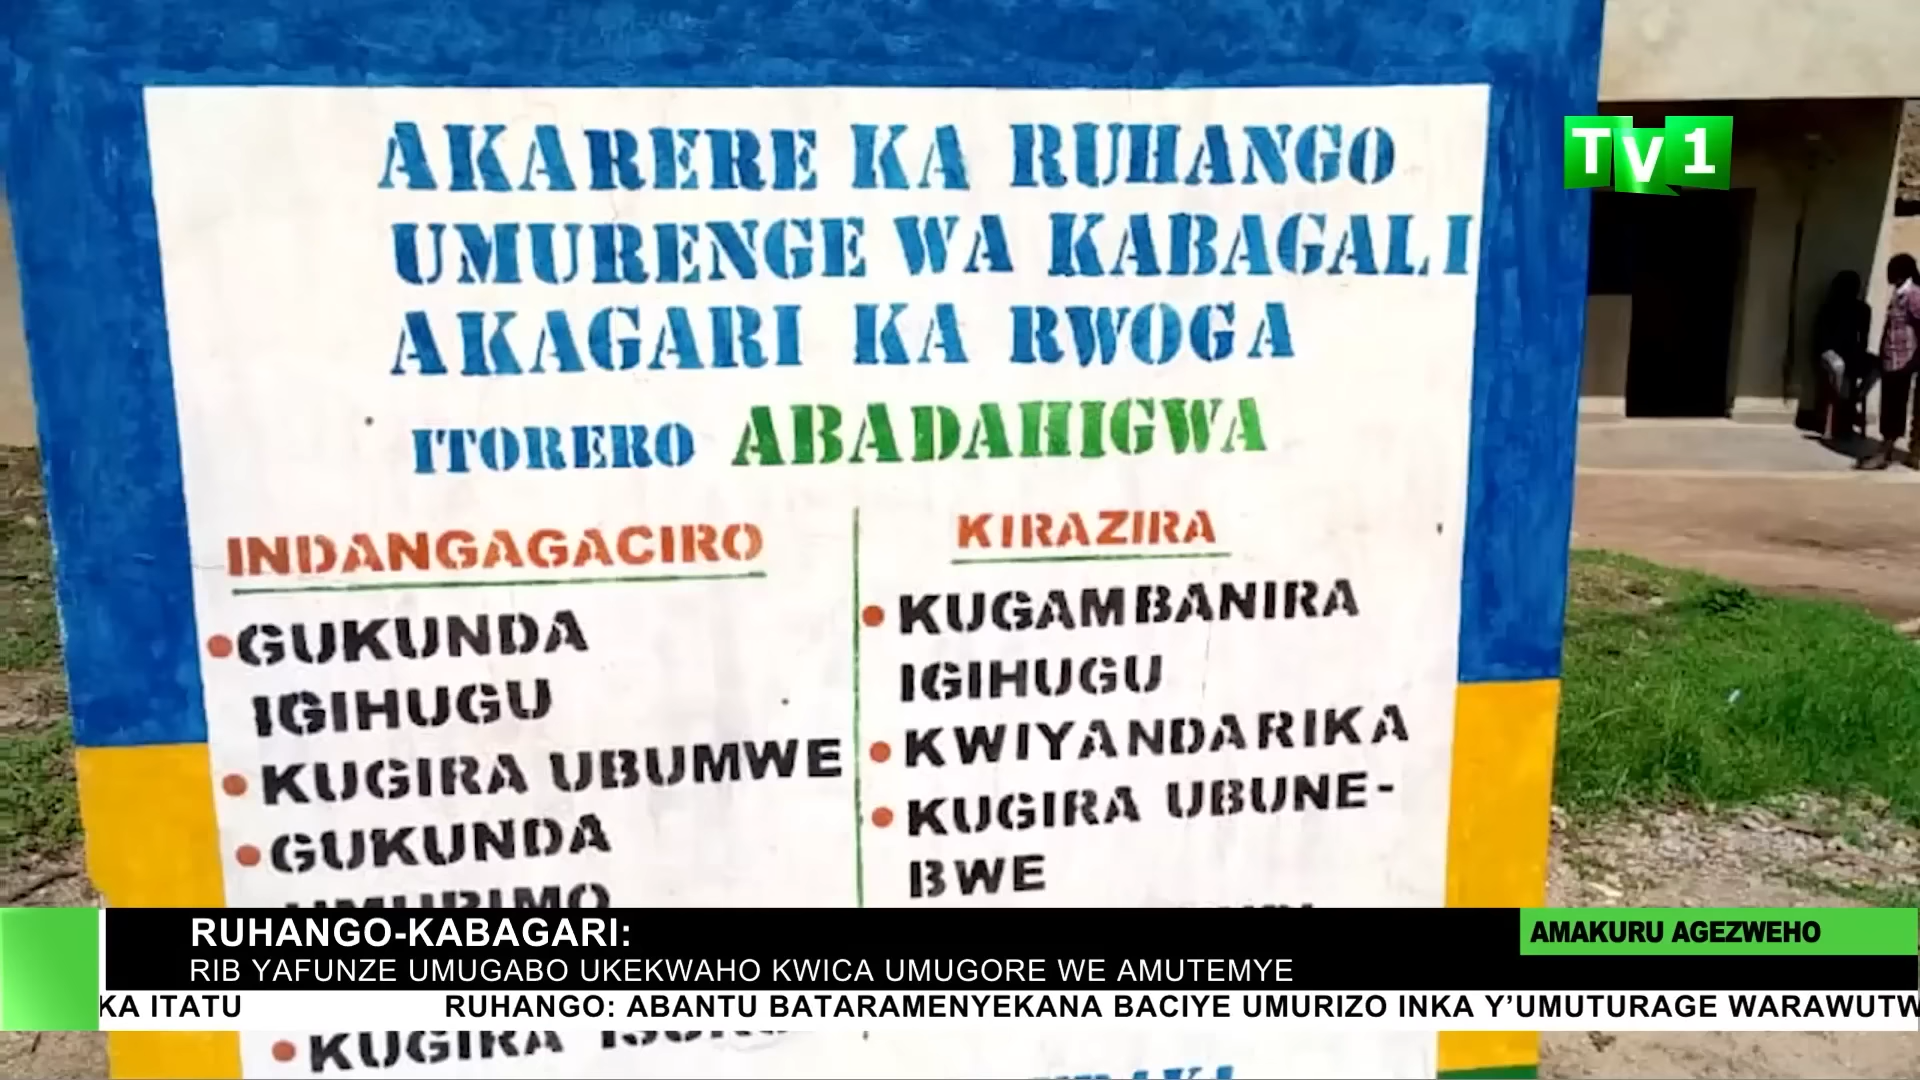 AKARERE KA RUHANGO
TV1
UMURENGE WA KABAGALI
AKAGARI KA RWOGA
ITORERO ABADAHIGWA
INDANGAGACIRO
GUKUNDA
IGIHUGU
KUGIRA UBUMWE
GUKUNDA
UMURIMO
KUGIRA
KIRAZIRA
KUGAMBANIRA
IGIHUGU
KWIYANDARIKA
KUGIRA UBUNE-
BWE
RUHANGO-KABAGARI:
AMAKURU AGEZWEHO
RIB YAFUNZE UMUGABO UKEKWAHO KWICA UMUGORE WE AMUTEMYE
KA ITATU RUHANGO: ABANTU BATARAMENYEKANA BACIYE UMURIZO INKA Y'UMUTURAGE WARAWUTW